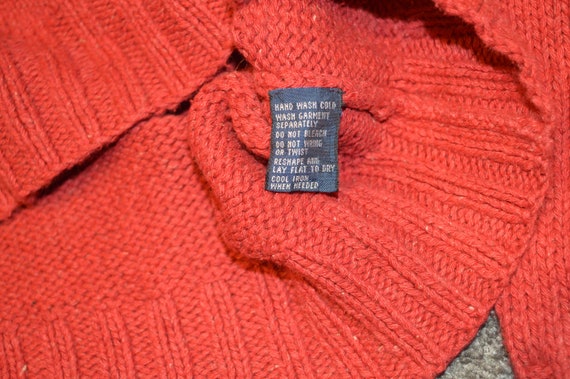 HAND WASH COLD
WASH GARMENT
SEPARATELY
DO NOT BLEACH
DO NOT WRING
OR TWIST
RESHAPE AND
LAY FLAT TO DRY
COOL IRON
WHEN NEEDED